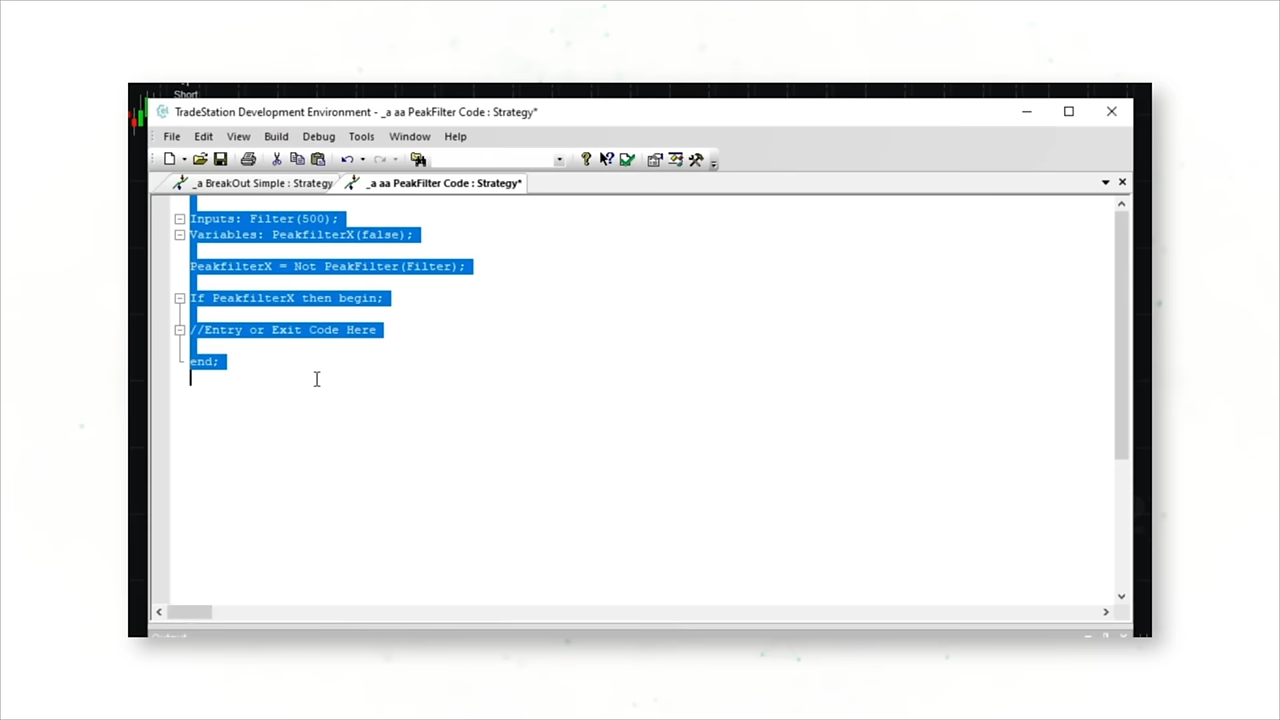 Short
TradeStation Development Environment - _a aa PeakFilter Code : Strategy*
File Edit View Build Debug Tools Window Help
_a BreakOut Simple : Strategy _a aa PeakFilter Code : Strategy*
Inputs: Filter(500);
Variables: PeakfilterX(false);
PeakfilterX = Not PeakFilter(Filter);
If PeakfilterX then begin;
//Entry or Exit Code Here
end;